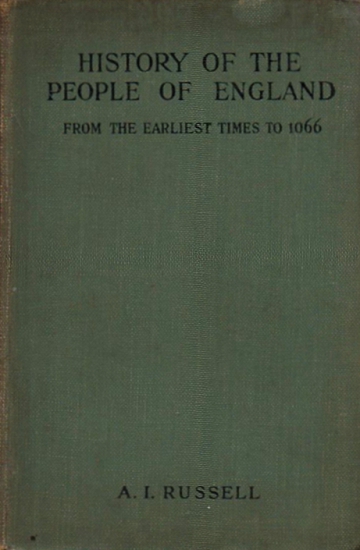 HISTORY OF THE
PEOPLE OF ENGLAND
FROM THE EARLIEST TIMES TO 1066
A. I. RUSSELL